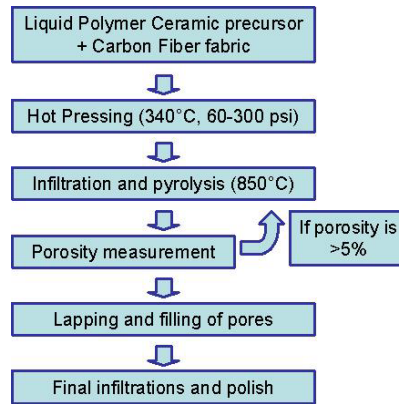 Liquid Polymer Ceramic precursor
+ Carbon Fiber fabric
Hot Pressing (340°C, 60-300 psi)
Infiltration and pyrolysis (850°C)
If porosity is
>5%
Porosity measurement
Lapping and filling of pores
Final infiltrations and polish